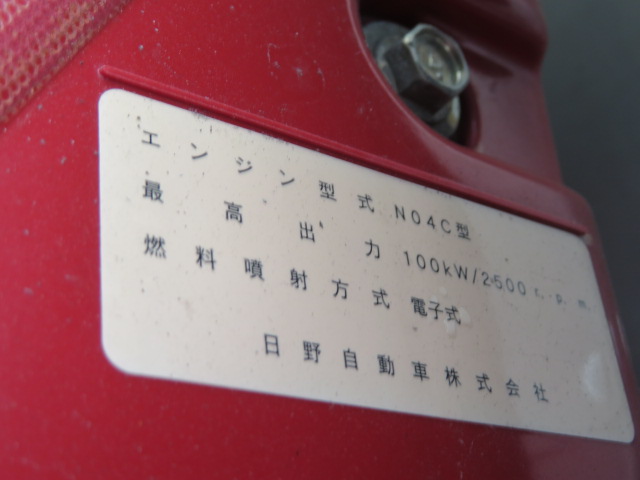 エンジン型式 N04C型
最高出力 100kW/2500 r.p.m.
燃料噴射方式 電子式
日野自動車株式会社